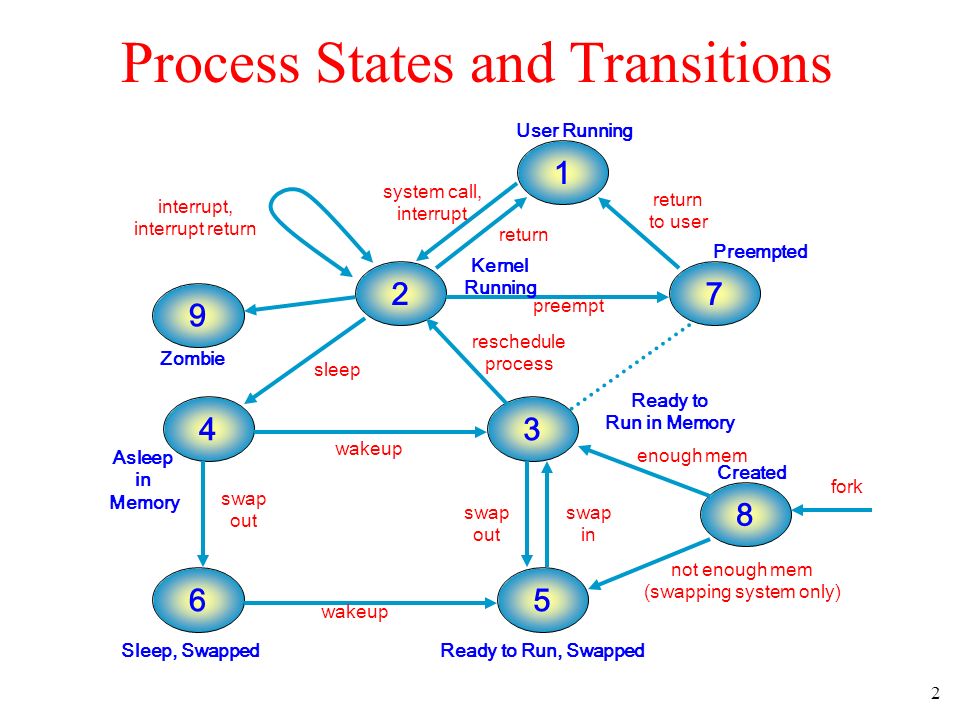 Process States and Transitions
User Running
1
system call,
interrupt
interrupt,
interrupt return
return
to user
return
Preempted
Kernel
Running
2
7
9
preempt
Zombie
reschedule
process
sleep
Ready to
Run in Memory
4
3
wakeup
enough mem
Asleep
in
Memory
Created
fork
swap
out
swap
out
swap
in
8
not enough mem
(swapping system only)
6
5
wakeup
Sleep, Swapped
Ready to Run, Swapped
2